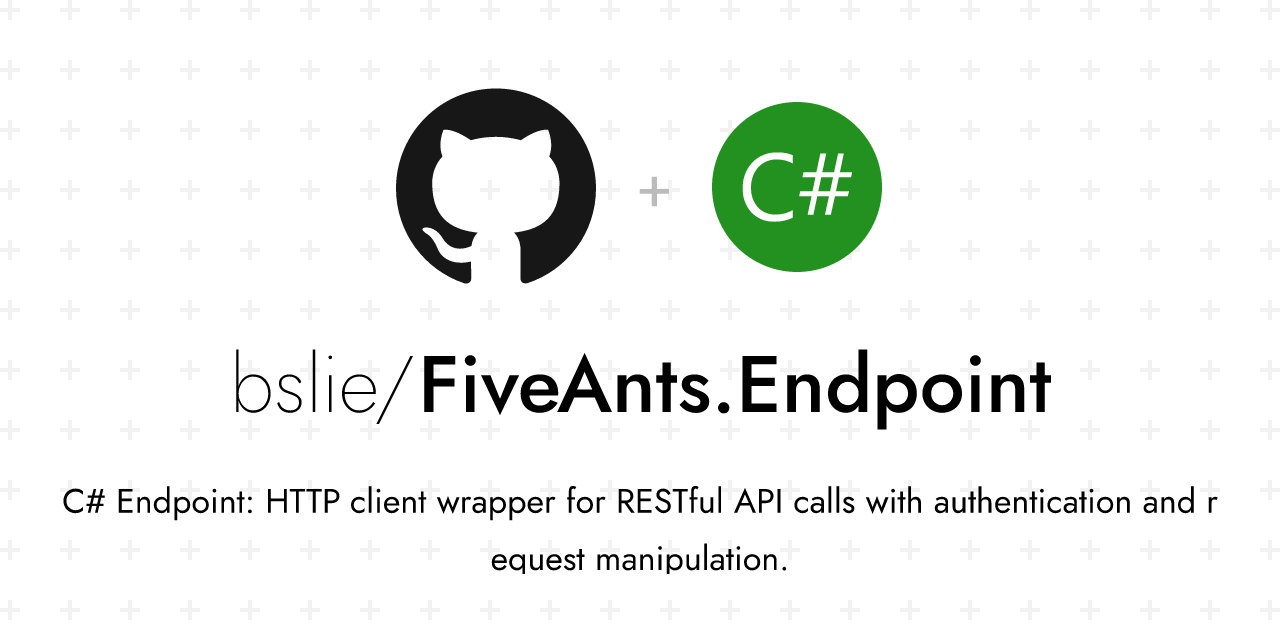 C#
+
bslie/FiveAnts.Endpoint
C# Endpoint: HTTP client wrapper for RESTful API calls with authentication and r
equest manipulation.